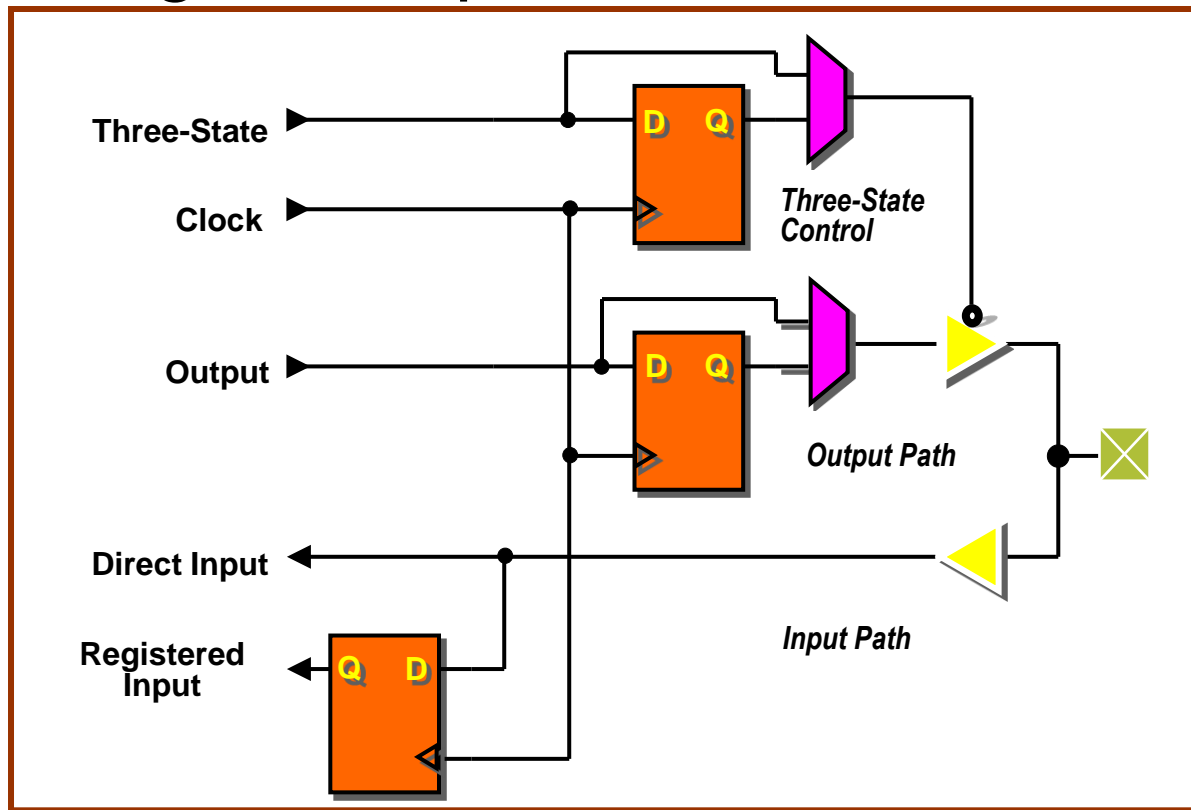 Three-State
D Q
Clock
Three-State
Control
Output
D Q
Output Path
Direct Input
Input Path
Registered
Input
Q D